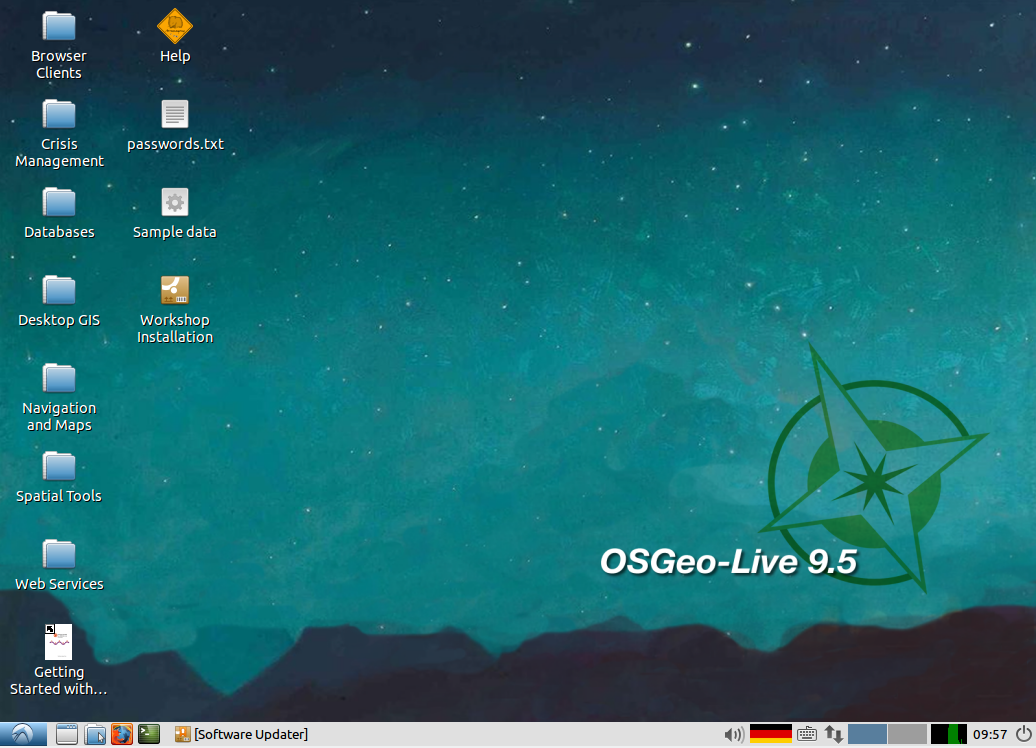 Browser
Clients
Help
Crisis
Management
passwords.txt
Databases
Sample data
Desktop GIS
Workshop
Installation
Navigation
and Maps
Spatial Tools
Web Services
OSGeo-Live 9.5
Getting
Started with…
[Software Updater]
09:57